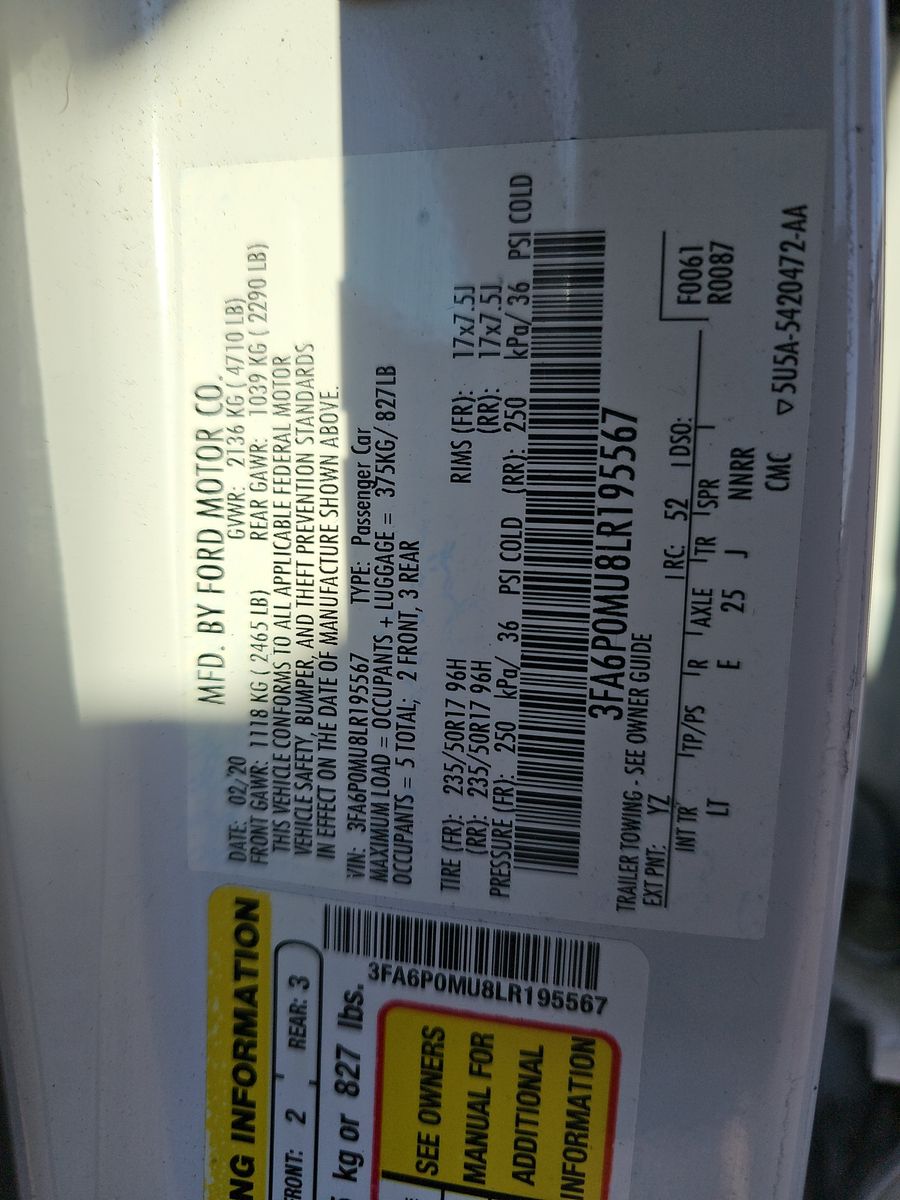 MFD. BY FORD MOTOR CO.
DATE: 02/20 GVWR: 2136 KG ( 4710 LB)
FRONT GAWR: 1118 KG ( 2465 LB) REAR GAWR: 1039 KG ( 2290 LB)
THIS VEHICLE CONFORMS TO ALL APPLICABLE FEDERAL MOTOR
VEHICLE SAFETY, BUMPER, AND THEFT PREVENTION STANDARDS
IN EFFECT ON THE DATE OF MANUFACTURE SHOWN ABOVE.
VIN: 3FA6P0MU8LR195567 TYPE: Passenger Car
MAXIMUM LOAD = OCCUPANTS + LUGGAGE = 375KG/ 827LB
OCCUPANTS = 5 TOTAL; 2 FRONT, 3 REAR
TIRE (FR): 235/50R17 96H RIMS (FR): 17x7.5J
(RR): 235/50R17 96H (RR): 17x7.5J
PRESSURE (FR): 250 kPa/ 36 PSI COLD (RR): 250 kPa/ 36 PSI COLD
3FA6P0MU8LR195567
TRAILER TOWING - SEE OWNER GUIDE
EXT PNT: YZ RC: 52 DSO: F0061
R0087
INT TR TP/PS R AXLE TR SPR
LT E 25 J NNRR
CMC 5U5A-5420472-AA
NG INFORMATION
FRONT: 2 REAR: 3
kg or 827 lbs.
3FA6P0MU8LR195567
SEE OWNERS
MANUAL FOR
ADDITIONAL
INFORMATION